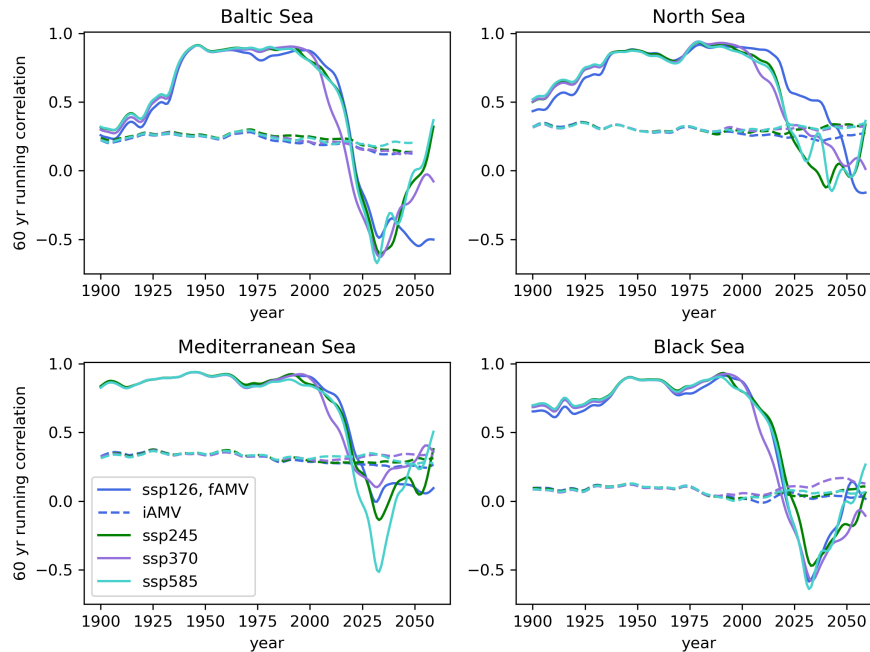 Baltic Sea
1.0
0.5
0.0
−0.5
60 yr running correlation
1900 1925 1950 1975 2000 2025 2050
year
North Sea
1.0
0.5
0.0
−0.5
1900 1925 1950 1975 2000 2025 2050
year
Mediterranean Sea
1.0
0.5
0.0
−0.5
60 yr running correlation
ssp126, fAMV
iAMV
ssp245
ssp370
ssp585
1900 1925 1950 1975 2000 2025 2050
year
Black Sea
1.0
0.5
0.0
−0.5
1900 1925 1950 1975 2000 2025 2050
year